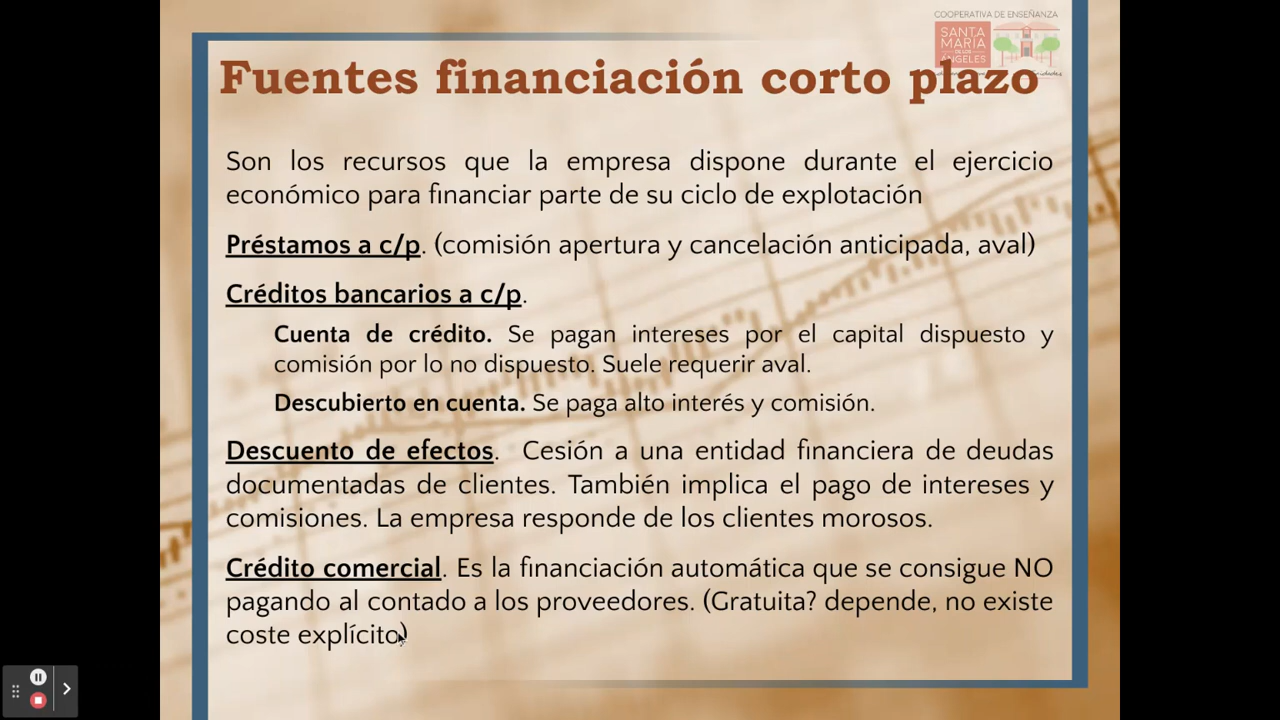 COOPERATIVA DE ENSEÑANZA
SANTA
MARIA
DE LOS
ÁNGELES
Fuentes financiación corto plazo
Son los recursos que la empresa dispone durante el ejercicio
económico para financiar parte de su ciclo de explotación
Préstamos a c/p. (comisión apertura y cancelación anticipada, aval)
Créditos bancarios a c/p.
Cuenta de crédito. Se pagan intereses por el capital dispuesto y
comisión por lo no dispuesto. Suele requerir aval.
Descubierto en cuenta. Se paga alto interés y comisión.
Descuento de efectos. Cesión a una entidad financiera de deudas
documentadas de clientes. También implica el pago de intereses y
comisiones. La empresa responde de los clientes morosos.
Crédito comercial. Es la financiación automática que se consigue NO
pagando al contado a los proveedores. (Gratuita? depende, no existe
coste explícito)